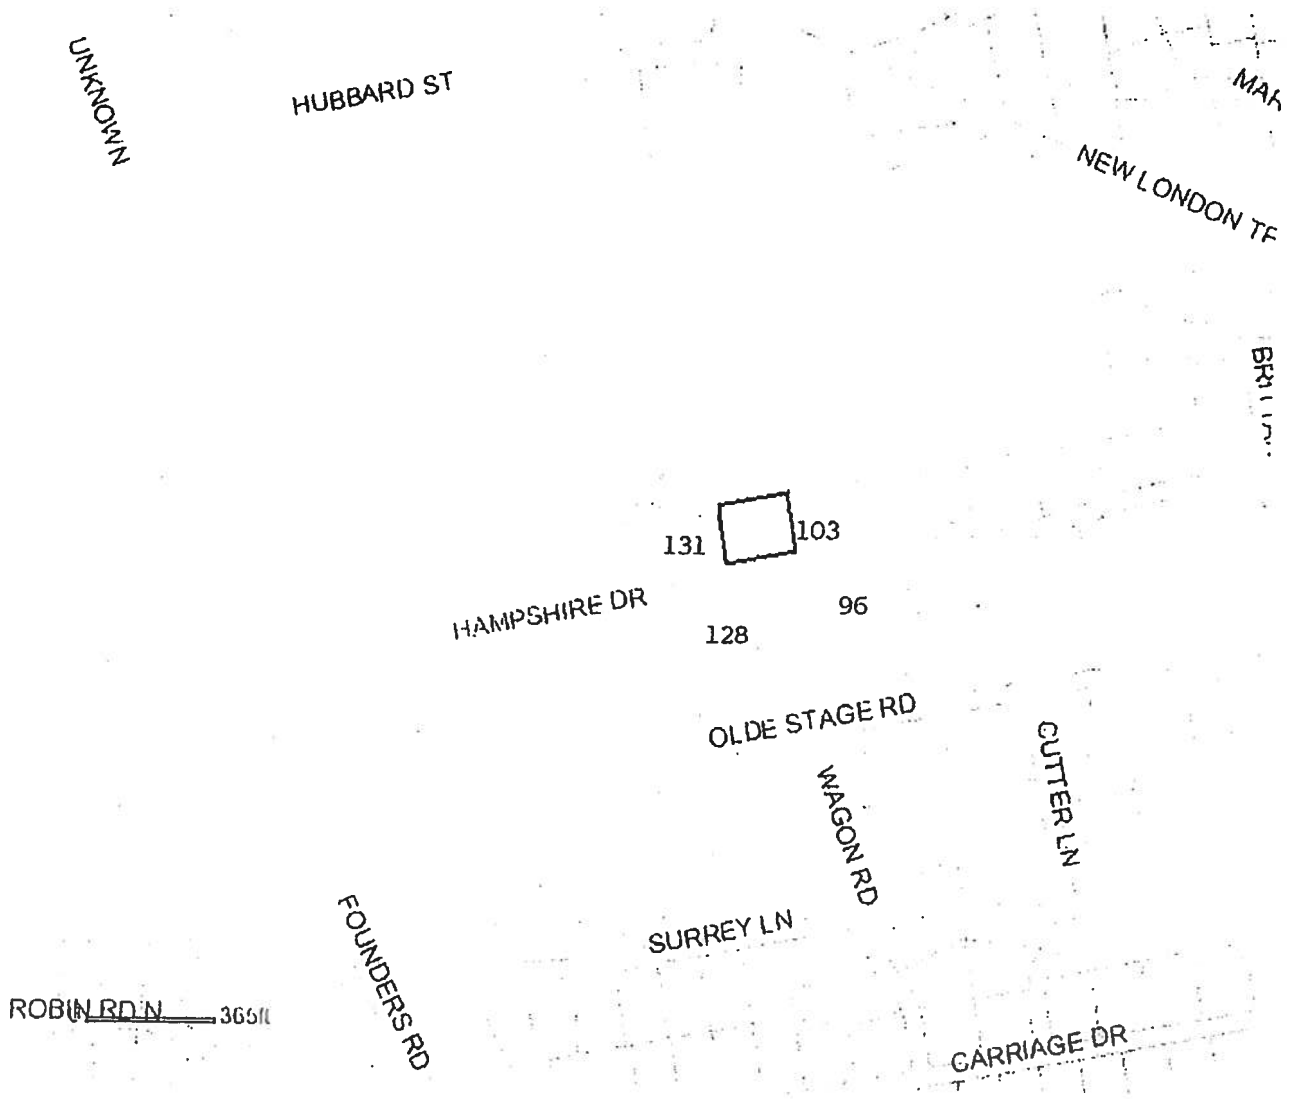 UNKNOWN
HUBBARD ST
NEW LONDON
131
103
HAMPSHIRE DR
128
96
OLDE STAGE RD
WAGON RD
CUTTER LN
SURREY LN
FOUNDERS RD
ROBIN RD N
CARRIAGE DR